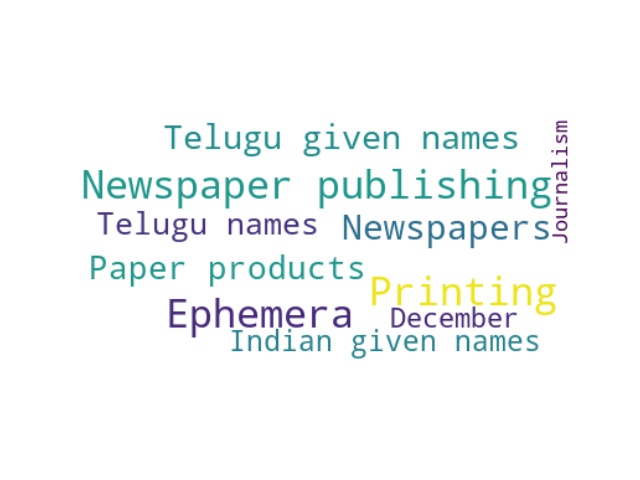 Telugu given names
Journalism
Newspaper publishing
Telugu names
Newspapers
Paper products
Printing
Ephemera
December
Indian given names